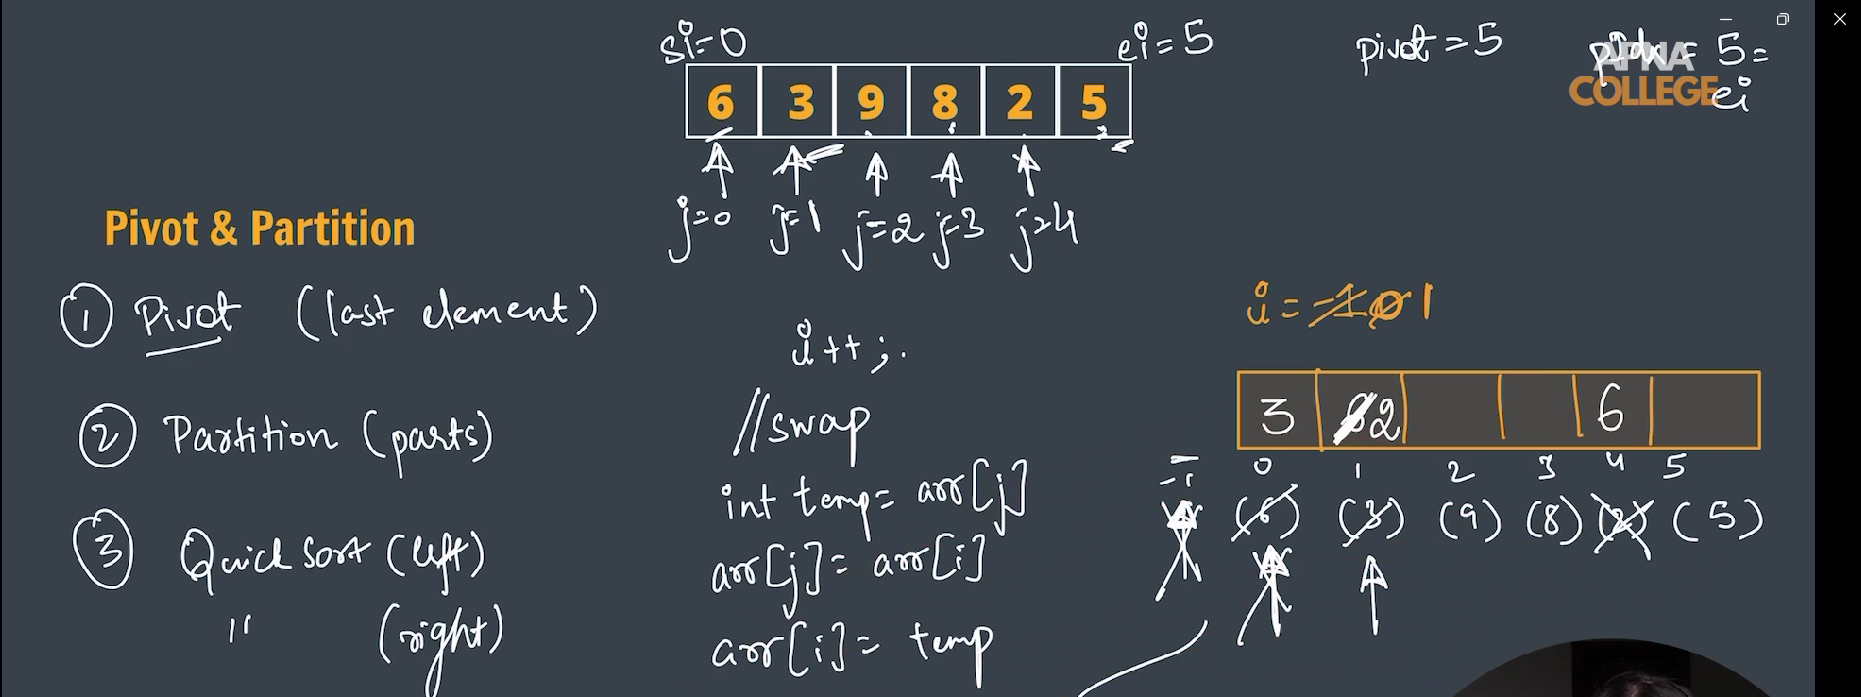 si=0
ei=5
pivot = 5
pIdx = 5 =
ei
APNA
COLLEGE
6 3 9 8 2 5
j=0 j=1 j=2 j=3 j=4
Pivot & Partition
① Pivot (last element)
② Partition (parts)
③ Quick Sort (left)
" (right)
i++;
//swap
int temp= arr[j]
arr[j]= arr[i]
arr[i]= temp
i = -1 0 1
3 6 2 6
-1 0 1 2 3 4 5
(6) (3) (9) (8) (2) (5)